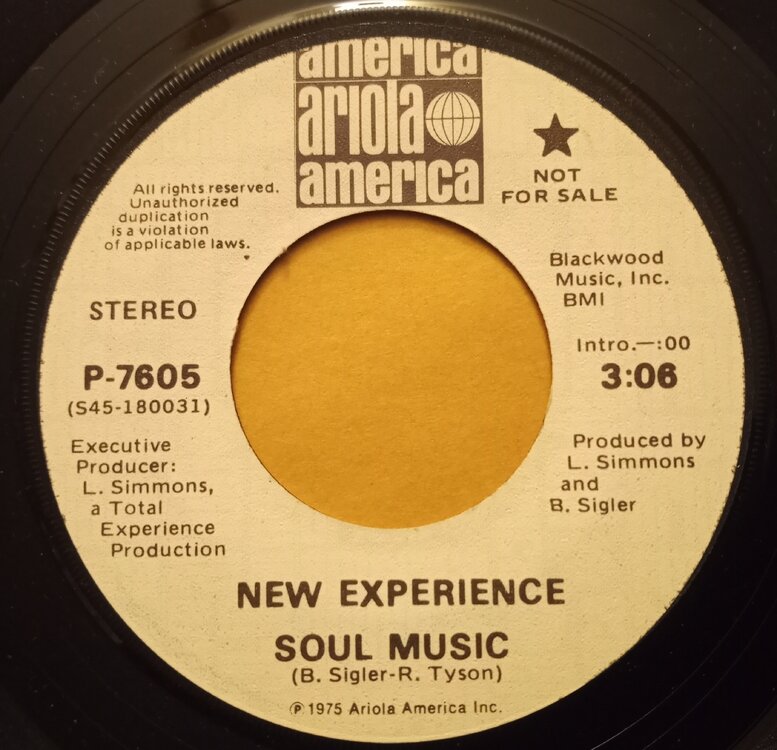 america
ariola
america
★
NOT
FOR SALE
All rights reserved.
Unauthorized
duplication
is a violation
of applicable laws.
STEREO
P-7605
(S45-180031)
Executive
Producer:
L. Simmons,
a Total
Experience
Production
Blackwood
Music, Inc.
BMI
Intro.—:00
3:06
Produced by
L. Simmons
and
B. Sigler
NEW EXPERIENCE
SOUL MUSIC
(B. Sigler-R. Tyson)
℗ 1975 Ariola America Inc.